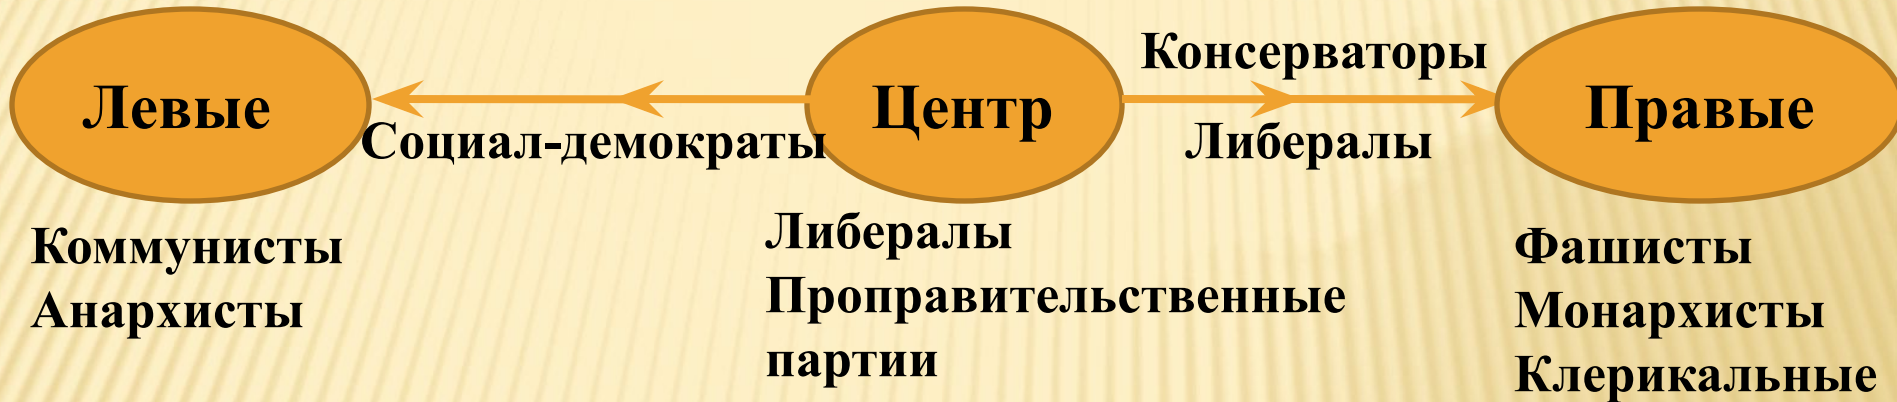 Левые
Социал-демократы
Центр
Консерваторы
Либералы
Правые
Коммунисты
Анархисты
Либералы
Проправительственные
партии
Фашисты
Монархисты
Клерикальные